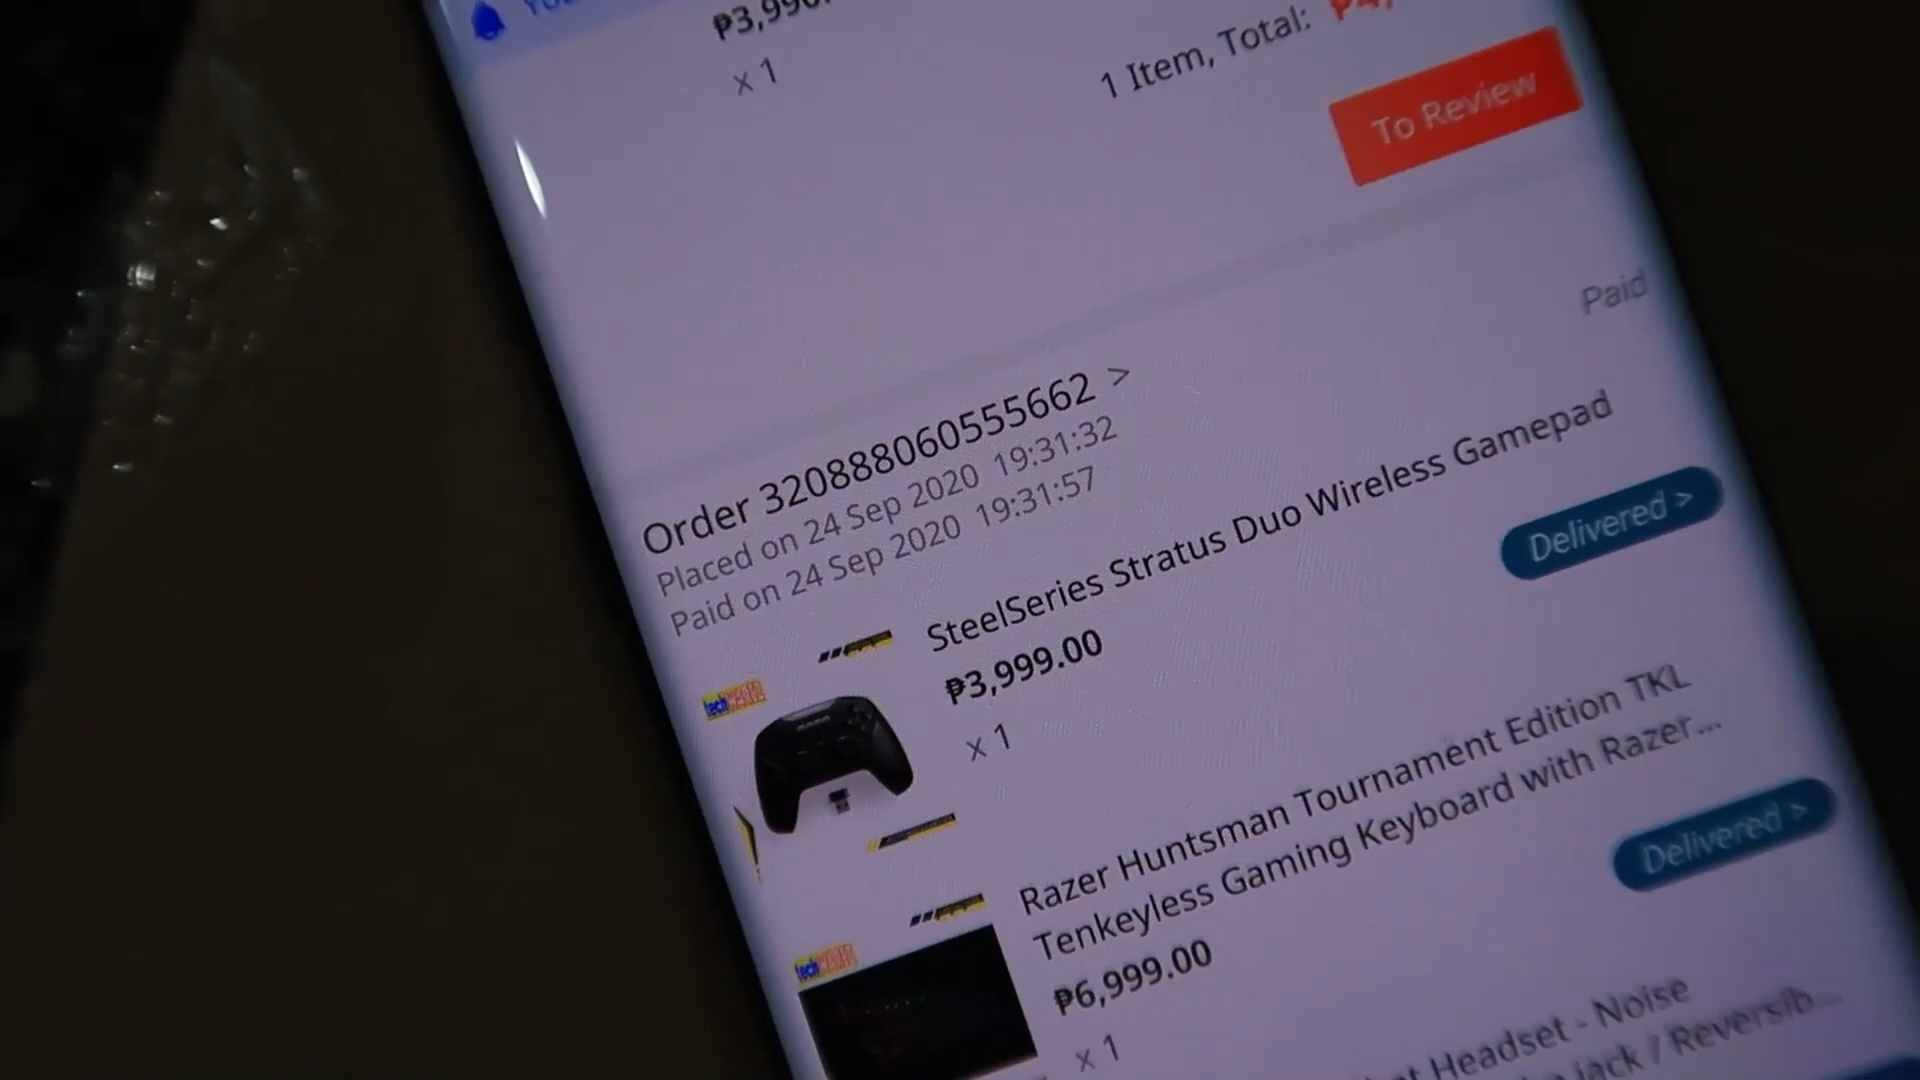 x 1
1 Item, Total:
To Review
Paid
Order 320888060555662 >
Placed on 24 Sep 2020 19:31:32
Paid on 24 Sep 2020 19:31:57
SteelSeries Stratus Duo Wireless Gamepad
₱3,999.00
x 1
Delivered >
Razer Huntsman Tournament Edition TKL
Tenkeyless Gaming Keyboard with Razer...
₱6,999.00
x 1
Delivered >
Headset - Noise
jack / Reversib...